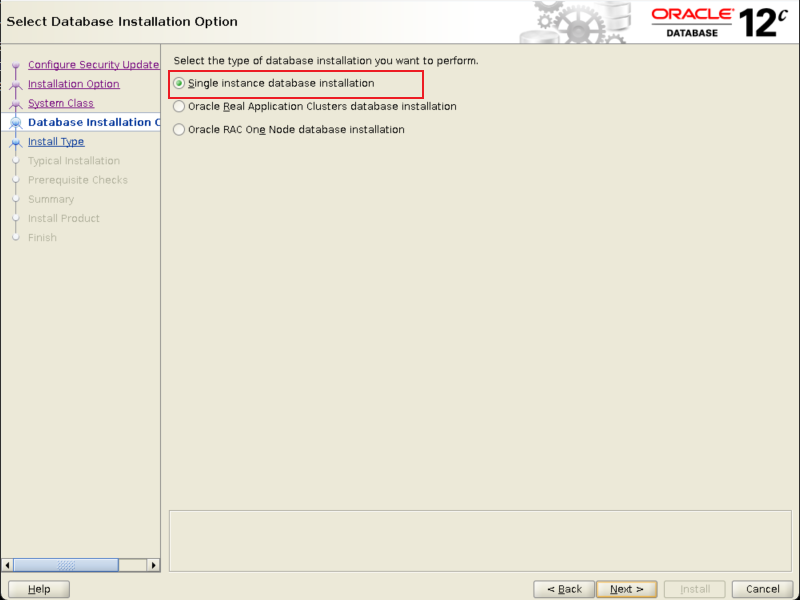 Select Database Installation Option
ORACLE
DATABASE
12c
Configure Security Update
Installation Option
System Class
Database Installation O
Install Type
Typical Installation
Prerequisite Checks
Summary
Install Product
Finish
Select the type of database installation you want to perform.
Single instance database installation
Oracle Real Application Clusters database installation
Oracle RAC One Node database installation
Help
< Back
Next >
Install
Cancel